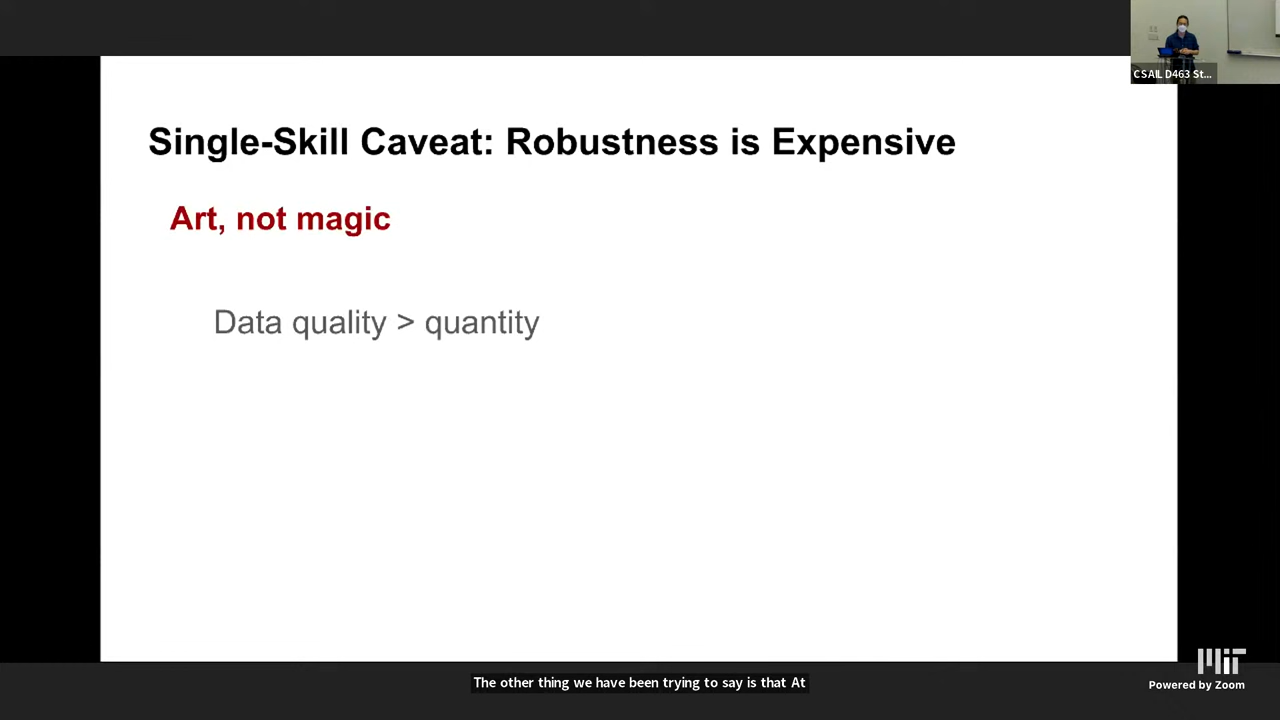 CSAIL D463 St...
Single-Skill Caveat: Robustness is Expensive
Art, not magic
Data quality > quantity
MIT
Powered by Zoom
The other thing we have been trying to say is that At